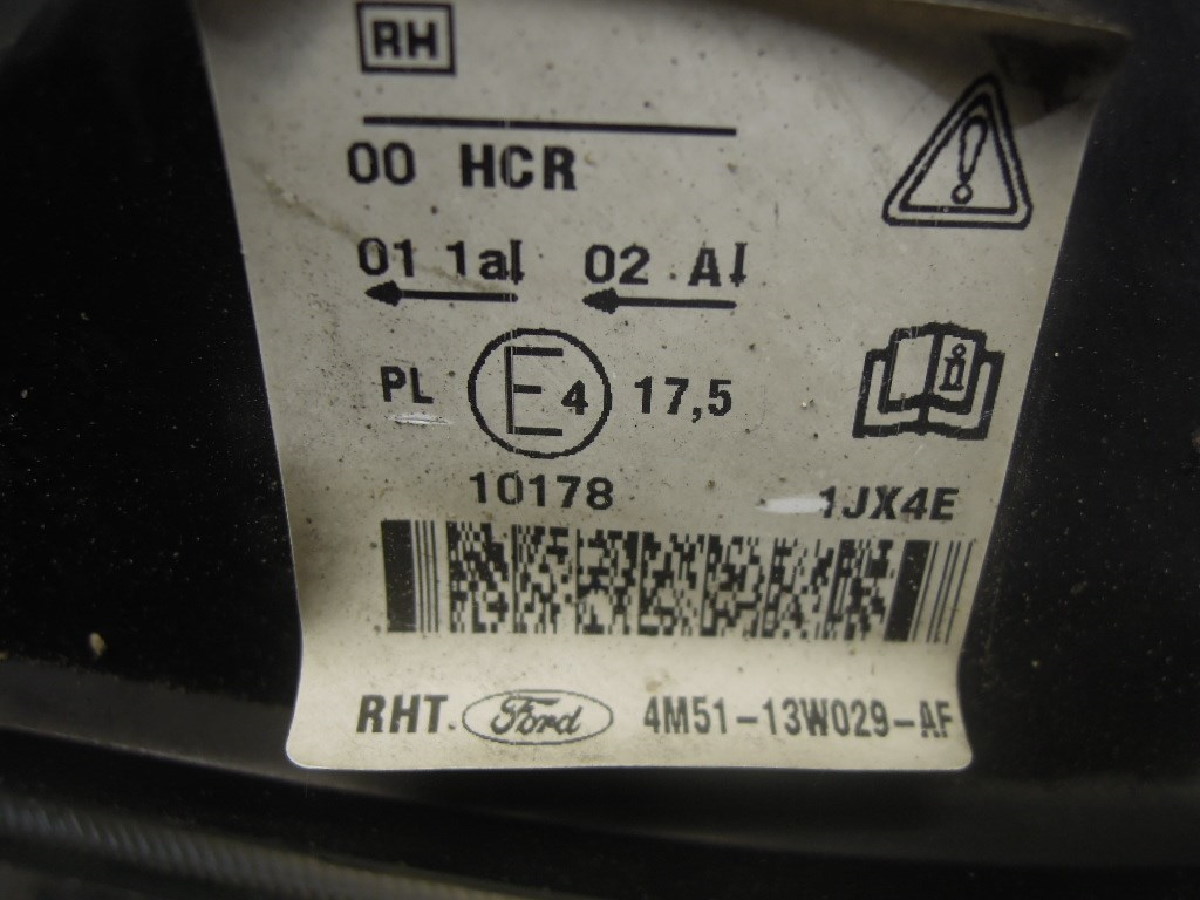 RH
00 HCR
01 1a 02 A
PL E4 17,5
10178 1JX4E
RHT. Ford 4M51-13W029-AF